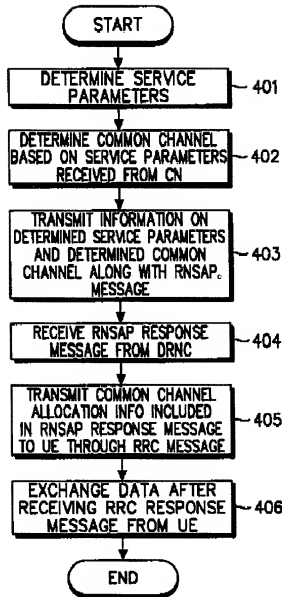 START
DETERMINE SERVICE
PARAMETERS
401
DETERMINE COMMON CHANNEL
BASED ON SERVICE PARAMETERS
RECEIVED FROM CN
402
TRANSMIT INFORMATION ON
DETERMINED SERVICE PARAMETERS
AND DETERMINED COMMON
CHANNEL ALONG WITH RNSAP.
MESSAGE
403
RECEIVE RNSAP RESPONSE
MESSAGE FROM DRNC
404
TRANSMIT COMMON CHANNEL
ALLOCATION INFO INCLUDED
IN RNSAP RESPONSE MESSAGE
TO UE THROUGH RRC MESSAGE
405
EXCHANGE DATA AFTER
RECEIVING RRC RESPONSE
MESSAGE FROM UE
406
END